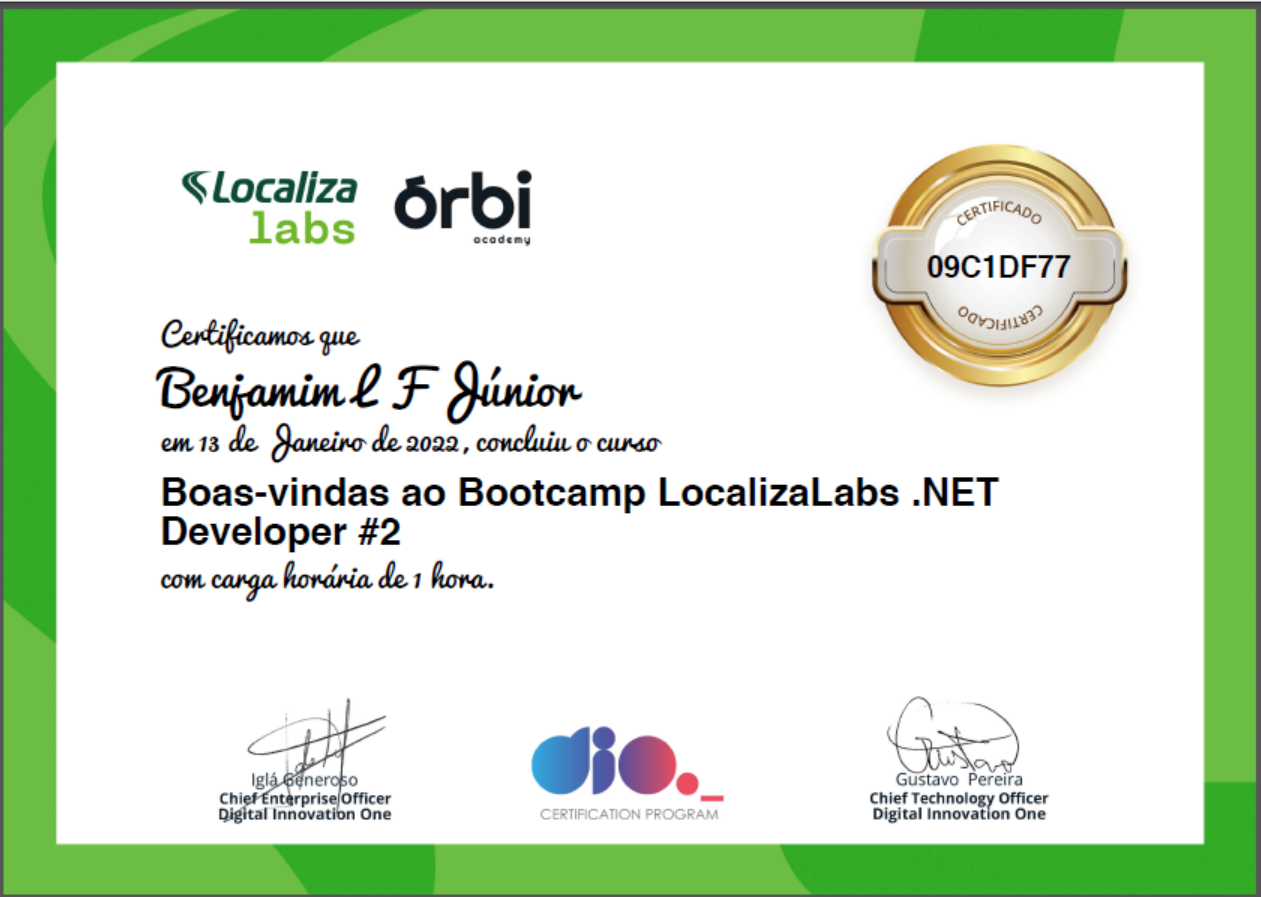 Localiza
labs
órbi
academy
CERTIFICADO
09C1DF77
CERTIFICADO
Certificamos que
Benjamim L F Júnior
em 13 de Janeiro de 2022, concluiu o curso
Boas-vindas ao Bootcamp LocalizaLabs .NET
Developer #2
com carga horária de 1 hora.
Iglá Generoso
Chief Enterprise Officer
Digital Innovation One
dio._
CERTIFICATION PROGRAM
Gustavo
Gustavo Pereira
Chief Technology Officer
Digital Innovation One